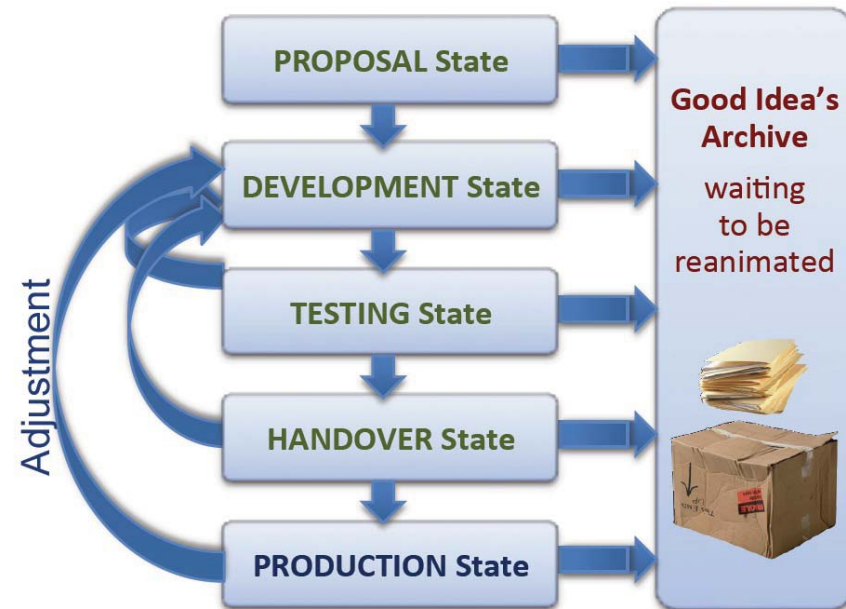 PROPOSAL State
DEVELOPMENT State
TESTING State
HANDOVER State
PRODUCTION State
Adjustment
Good Idea's
Archive
waiting
to be
reanimated